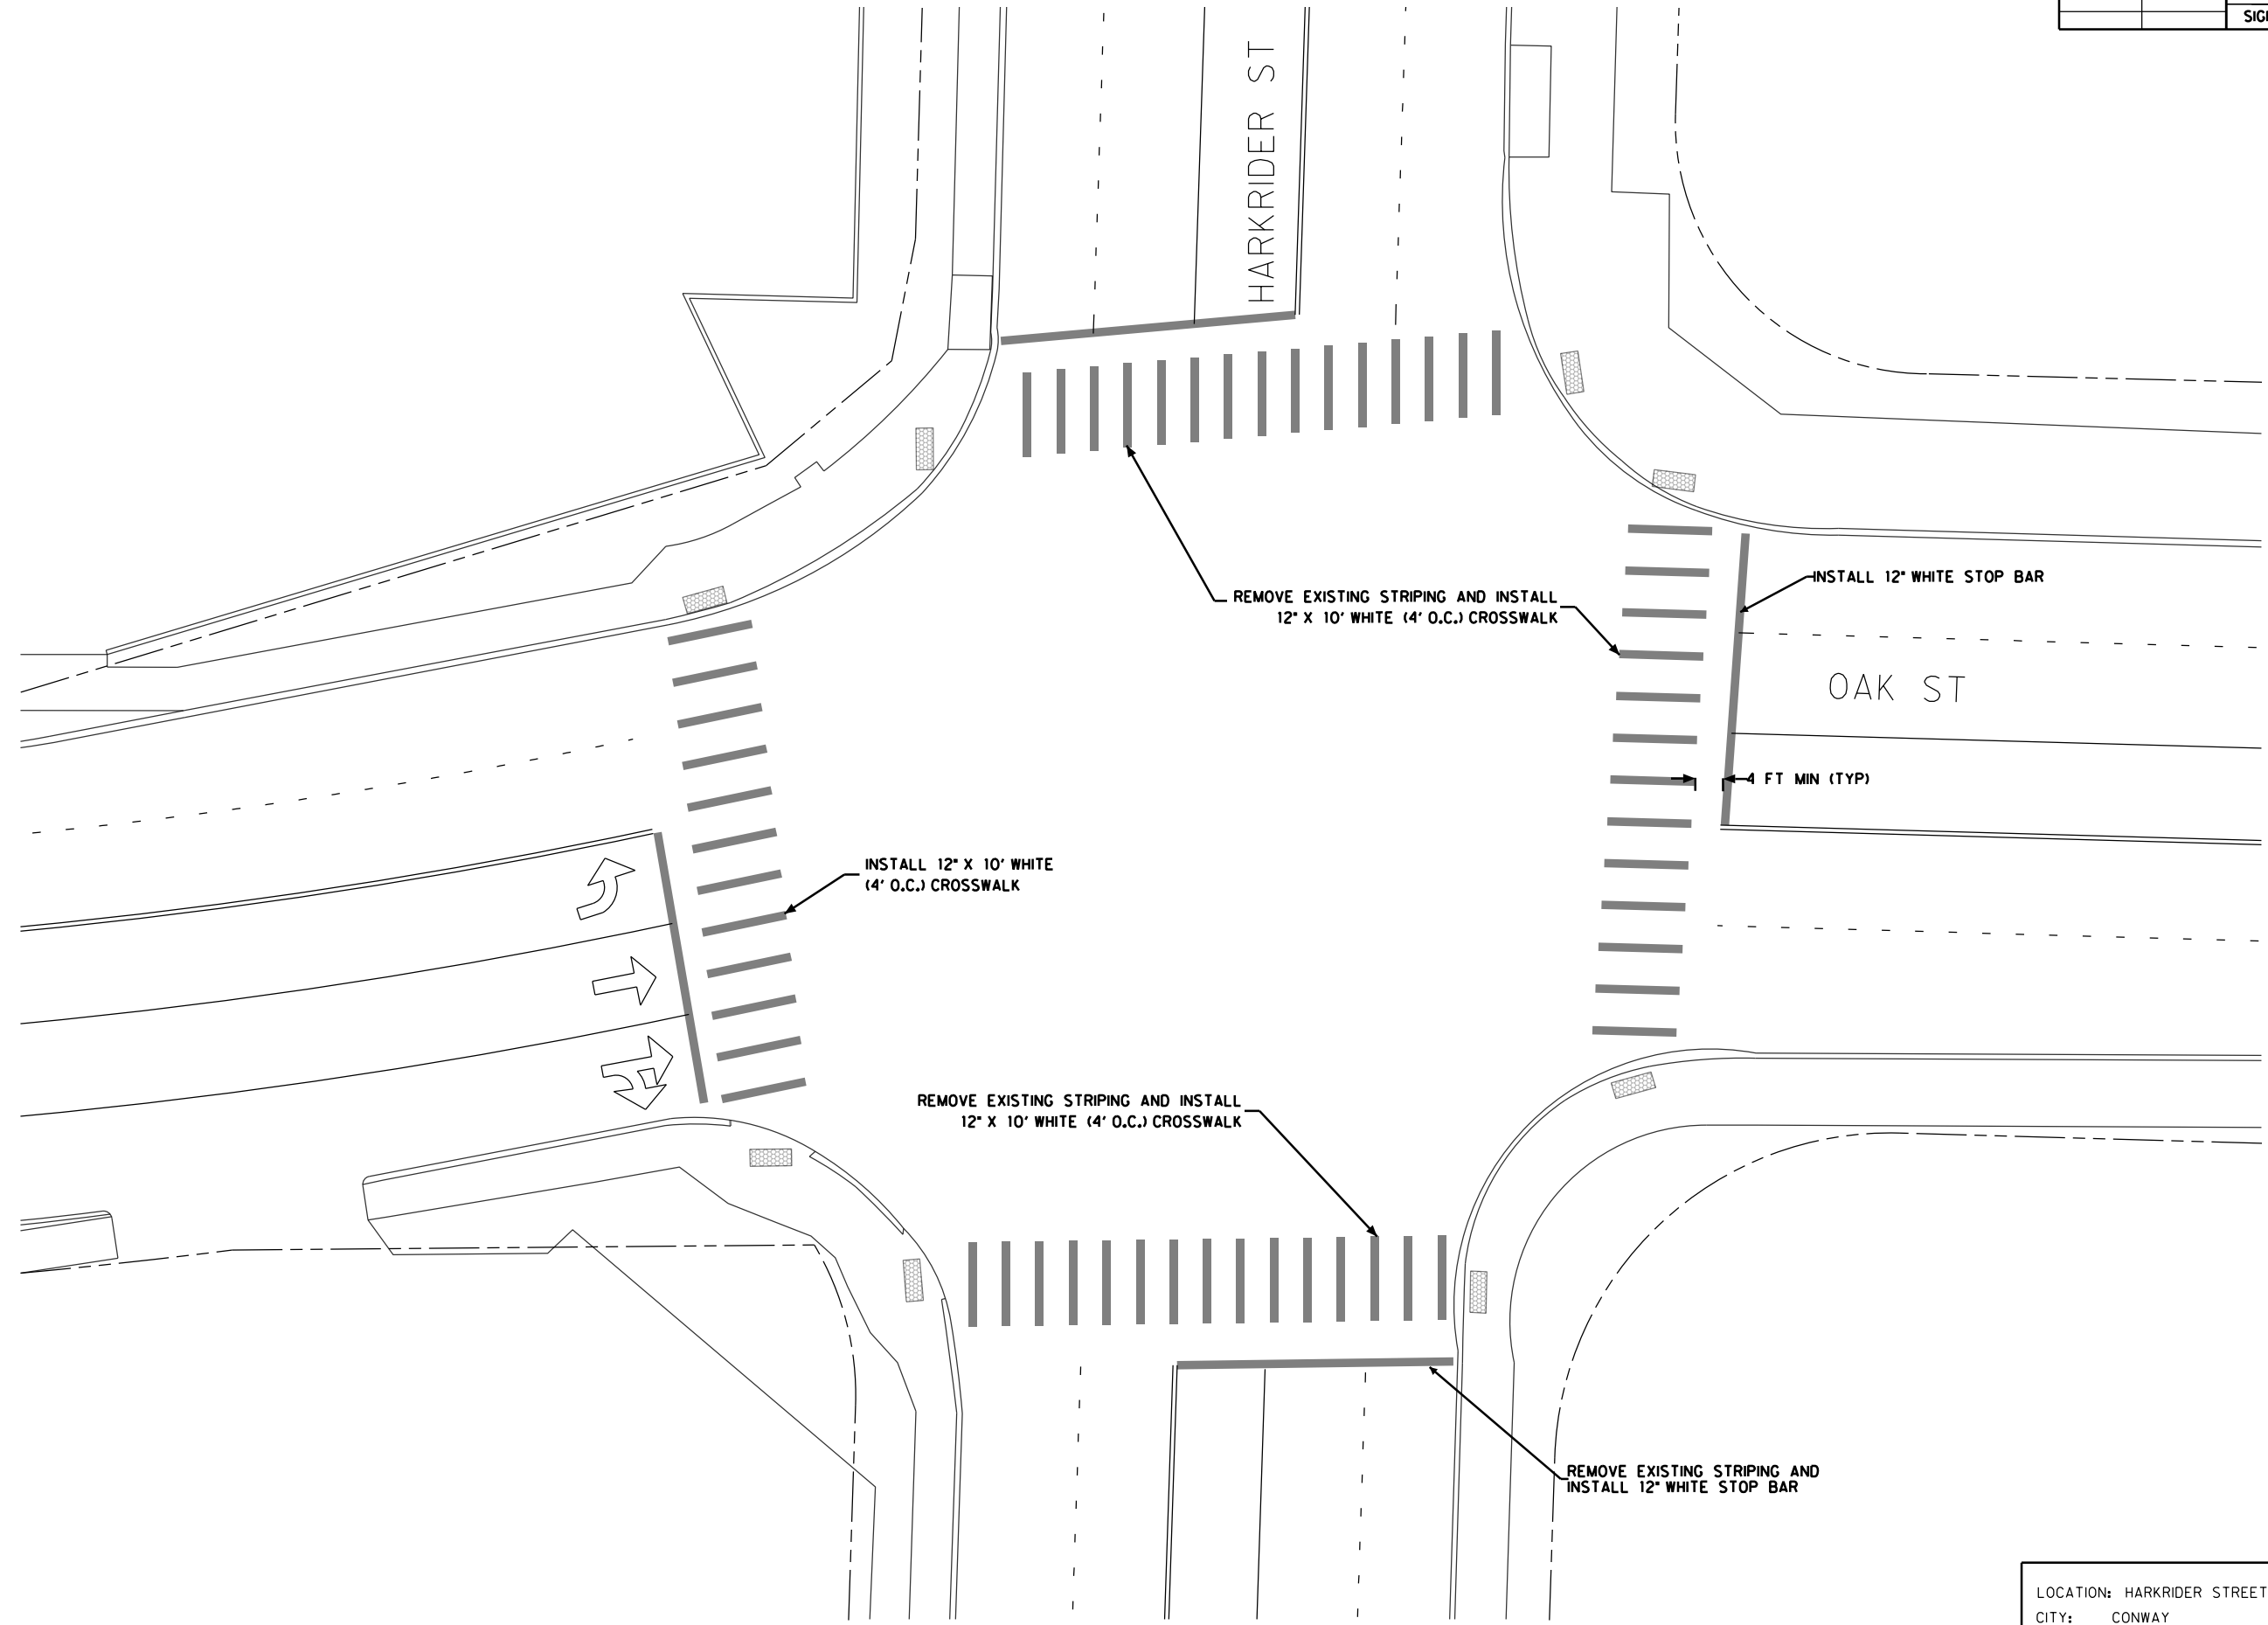 SIG
HARKRIDER ST
REMOVE EXISTING STRIPING AND INSTALL
12" X 10' WHITE (4' O.C.) CROSSWALK
INSTALL 12" WHITE STOP BAR
OAK ST
4 FT MIN (TYP)
INSTALL 12" X 10' WHITE
(4' O.C.) CROSSWALK
REMOVE EXISTING STRIPING AND INSTALL
12" X 10' WHITE (4' O.C.) CROSSWALK
REMOVE EXISTING STRIPING AND
INSTALL 12" WHITE STOP BAR
LOCATION: HARKRIDER STREET
CITY: CONWAY